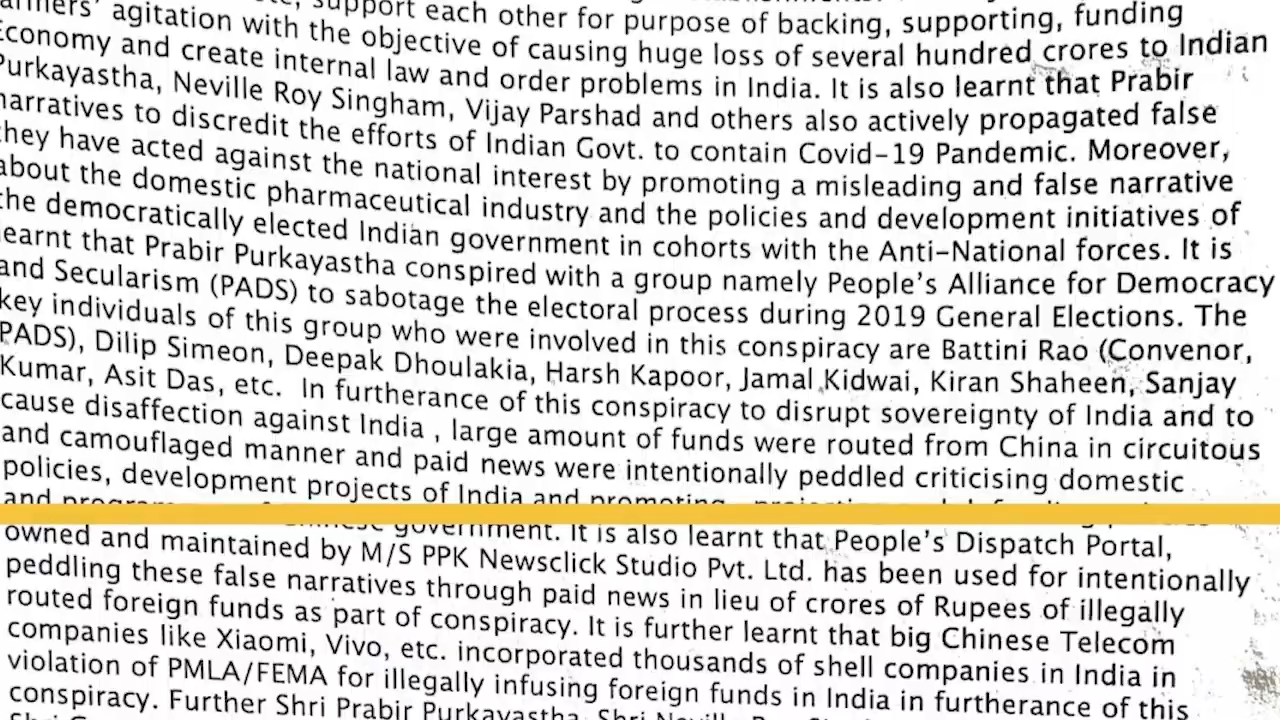 support each other for purpose of backing, supporting, funding
agitation with the objective of causing huge loss of several hundred crores to Indian
Economy and create internal law and order problems in India. It is also learnt that Prabir
Purkayastha, Neville Roy Singham, Vijay Parshad and others also actively propagated false
narratives to discredit the efforts of Indian Govt. to contain Covid-19 Pandemic. Moreover,
they have acted against the national interest by promoting a misleading and false narrative
about the domestic pharmaceutical industry and the policies and development initiatives of
the democratically elected Indian government in cohorts with the Anti-National forces. It is
learnt that Prabir Purkayastha conspired with a group namely People's Alliance for Democracy
and Secularism (PADS) to sabotage the electoral process during 2019 General Elections. The
key individuals of this group who were involved in this conspiracy are Battini Rao (Convenor,
PADS), Dilip Simeon, Deepak Dhoulakia, Harsh Kapoor, Jamal Kidwai, Kiran Shaheen, Sanjay
Kumar, Asit Das, etc. In furtherance of this conspiracy to disrupt sovereignty of India and to
cause disaffection against India , large amount of funds were routed from China in circuitous
and camouflaged manner and paid news were intentionally peddled criticising domestic
policies, development projects of India and promoting,
government. It is also learnt that People's Dispatch Portal,
owned and maintained by M/S PPK Newsclick Studio Pvt. Ltd. has been used for intentionally
peddling these false narratives through paid news in lieu of crores of Rupees of illegally
routed foreign funds as part of conspiracy. It is further learnt that big Chinese Telecom
companies like Xiaomi, Vivo, etc. incorporated thousands of shell companies in India in
violation of PMLA/FEMA for illegally infusing foreign funds in India in furtherance of this
conspiracy. Further Shri Prabir Purkayastha, Shri